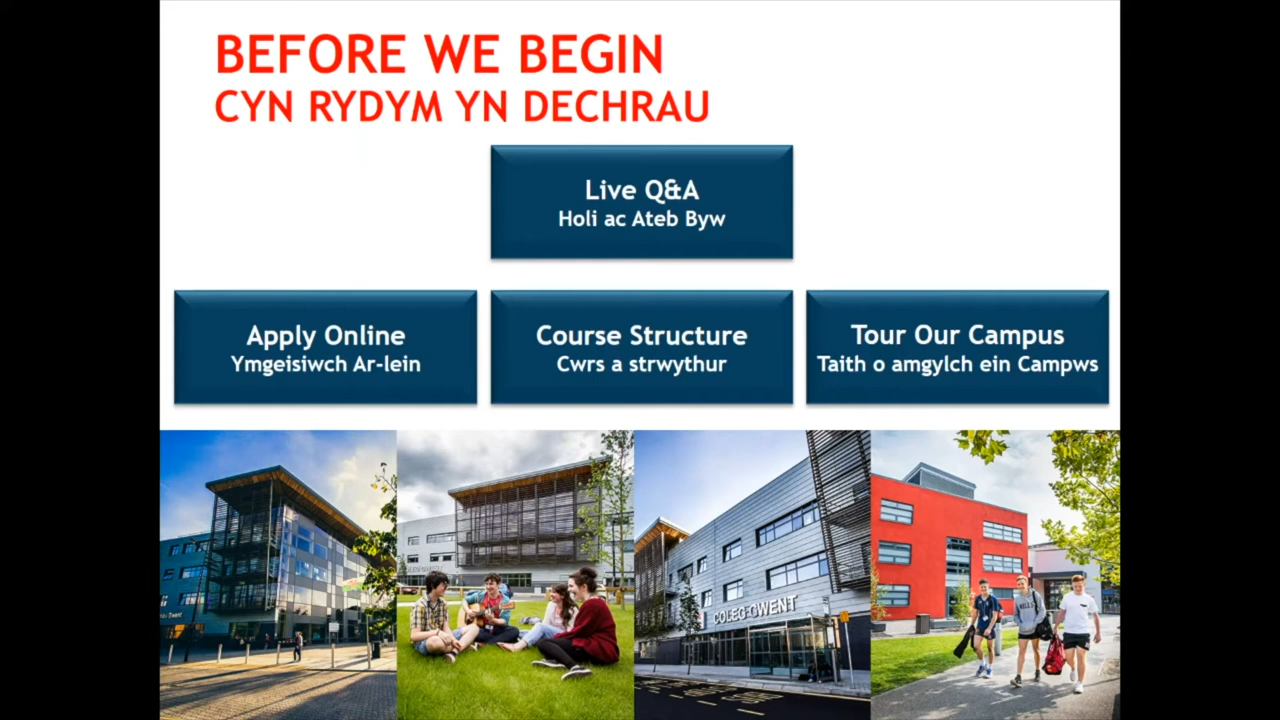 BEFORE WE BEGIN
CYN RYDYM YN DECHRAU
Live Q&A
Holi ac Ateb Byw
Apply Online
Ymgeisiwch Ar-lein
Course Structure
Cwrs a strwythur
Tour Our Campus
Taith o amgylch ein Campws
COLEG GWENT